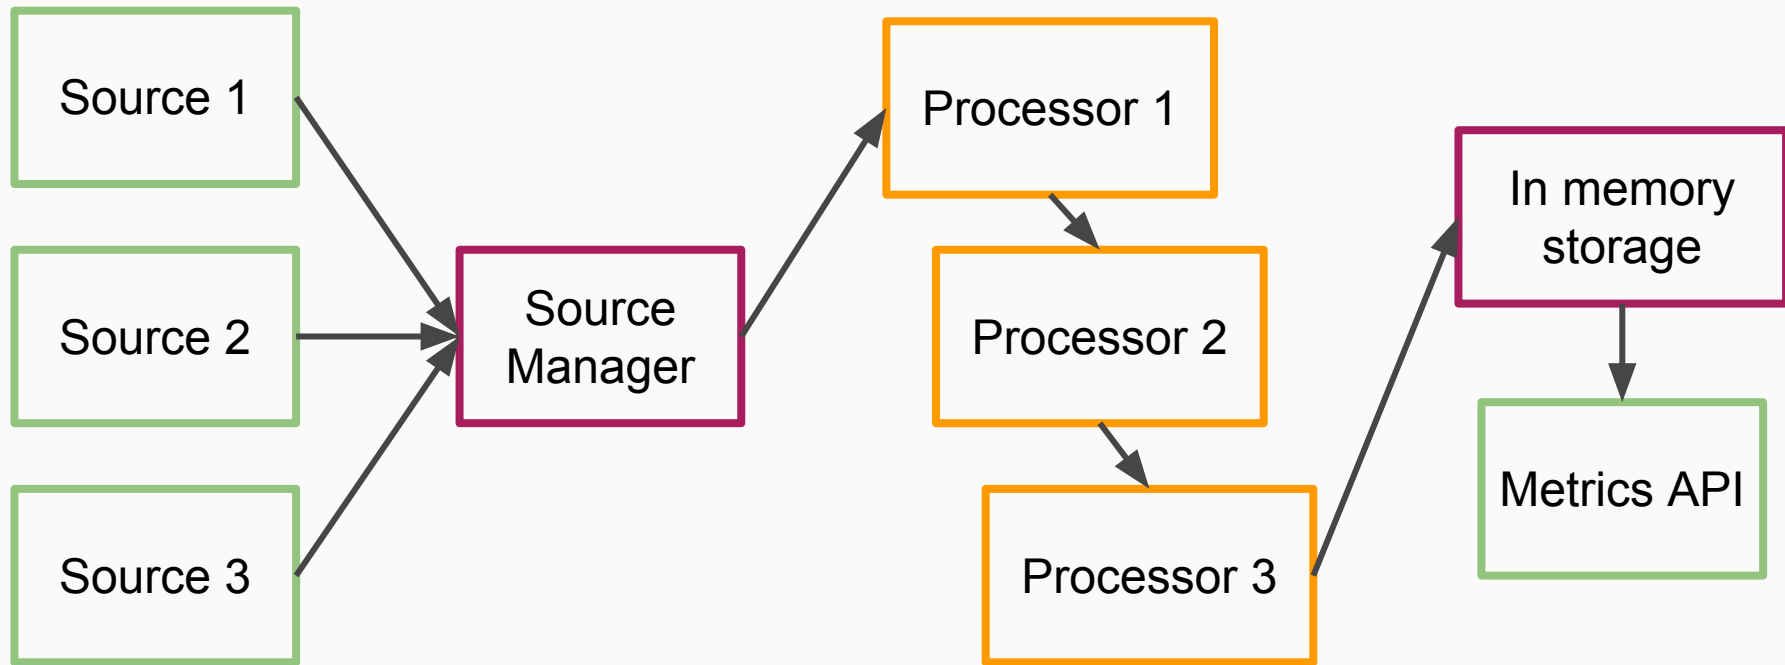 Source 1
Source 2
Source 3
Source
Manager
Processor 1
Processor 2
Processor 3
In memory
storage
Metrics API